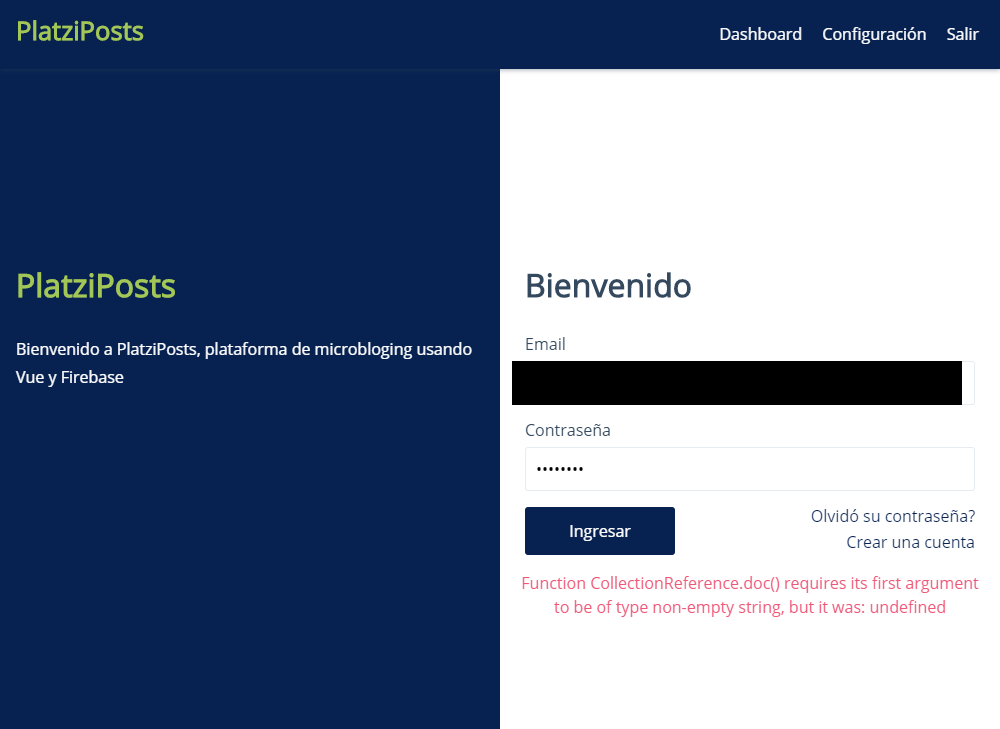 PlatziPosts
Dashboard Configuración Salir
PlatziPosts
Bienvenido a PlatziPosts, plataforma de microbloging usando
Vue y Firebase
Bienvenido
Email
Contraseña
••••••••
Ingresar
Olvidó su contraseña?
Crear una cuenta
Function CollectionReference.doc() requires its first argument
to be of type non-empty string, but it was: undefined